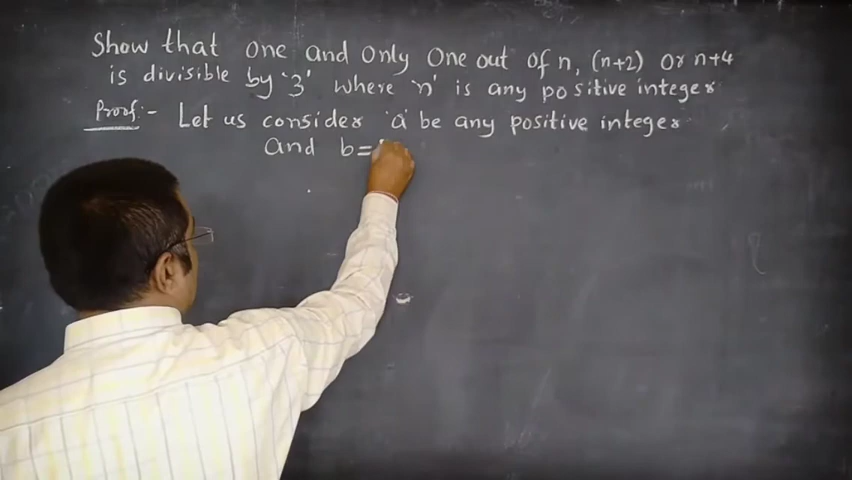 Show that one and only one out of n, (n+2) or n+4
is divisible by '3' where 'n' is any positive integer
Proof:- Let us consider 'a' be any positive integer
and b=